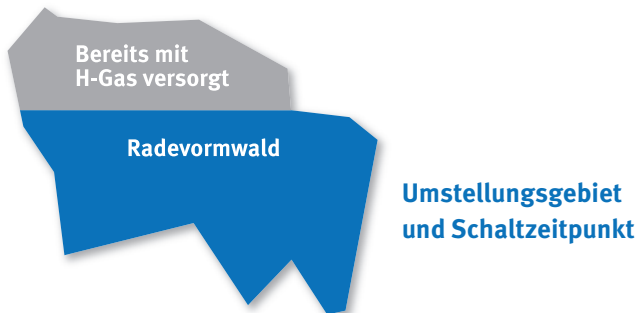 Bereits mit
H-Gas versorgt
Radevormwald
Umstellungsgebiet
und Schaltzeitpunkt